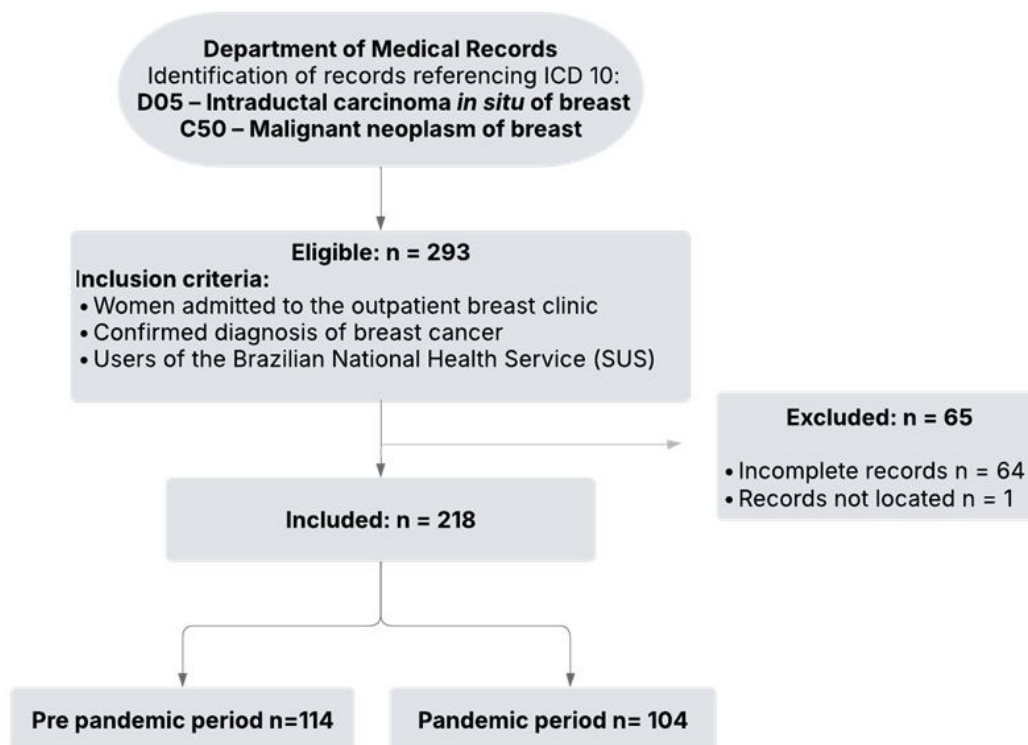 Department of Medical Records
Identification of records referencing ICD 10:
D05 – Intraductal carcinoma in situ of breast
C50 – Malignant neoplasm of breast
Eligible: n = 293
Inclusion criteria:
• Women admitted to the outpatient breast clinic
• Confirmed diagnosis of breast cancer
• Users of the Brazilian National Health Service (SUS)
Excluded: n = 65
• Incomplete records n = 64
• Records not located n = 1
Included: n = 218
Pre pandemic period n=114
Pandemic period n= 104